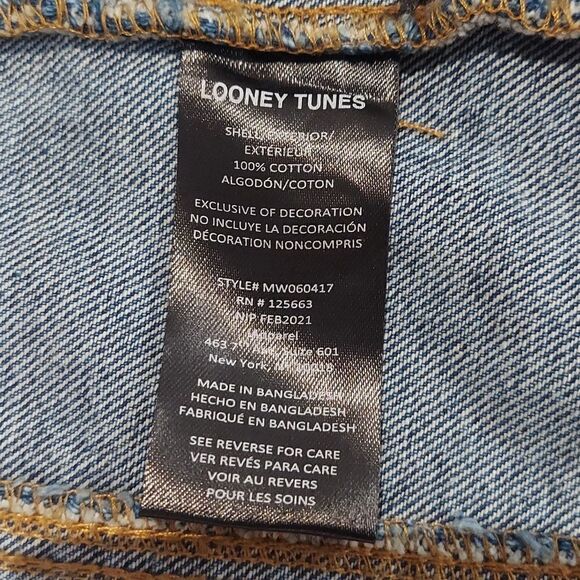 LOONEY TUNES
SHELL/EXTERIOR/
EXTÉRIEUR
100% COTTON
ALGODÓN/COTON
EXCLUSIVE OF DECORATION
NO INCLUYE LA DECORACIÓN
DÉCORATION NONCOMPRIS
STYLE# MW060417
RN # 125663
FEB2021
463 601
New York,
MADE IN BANGLADESH
HECHO EN BANGLADESH
FABRIQUÉ EN BANGLADESH
SEE REVERSE FOR CARE
VER REVÉS PARA CARE
VOIR AU REVERS
POUR LES SOINS